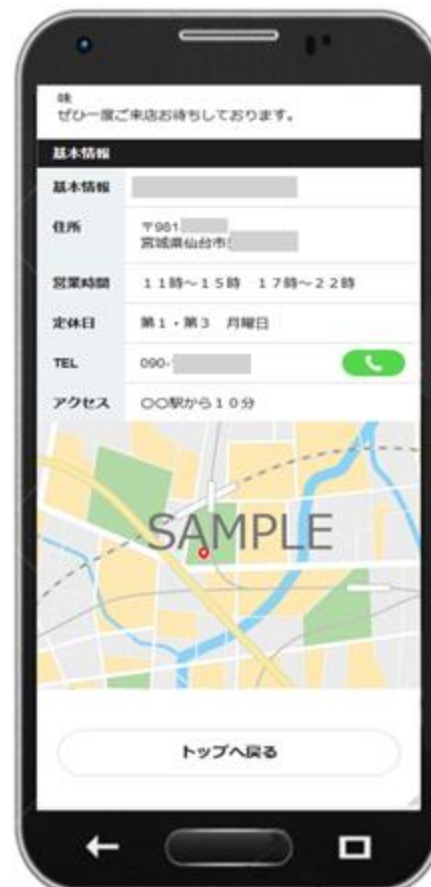 味
ぜひ一度ご来店お待ちしております。
基本情報
基本情報
住所
〒981
宮城県仙台市
営業時間
11時〜15時 17時〜22時
定休日
第1・第3 月曜日
TEL
090-
アクセス
〇〇駅から10分
SAMPLE
トップへ戻る